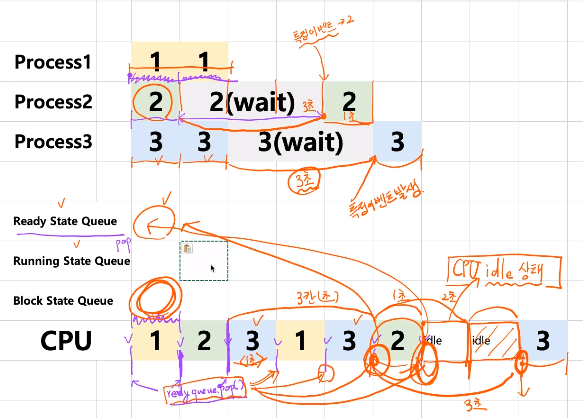 특정이벤트→2
Process1 1 1
Process2 2 2(wait) 3초 2
1초
Process3 3 3 3(wait) 3
3초
특정이벤트발생.
Ready State Queue
pop
Running State Queue
CPU idle 상태
Block State Queue
3칸(초) 1초 2초
CPU 1 2 3 1 3 2 idle idle 3
1초
ready queue.pop()
3초